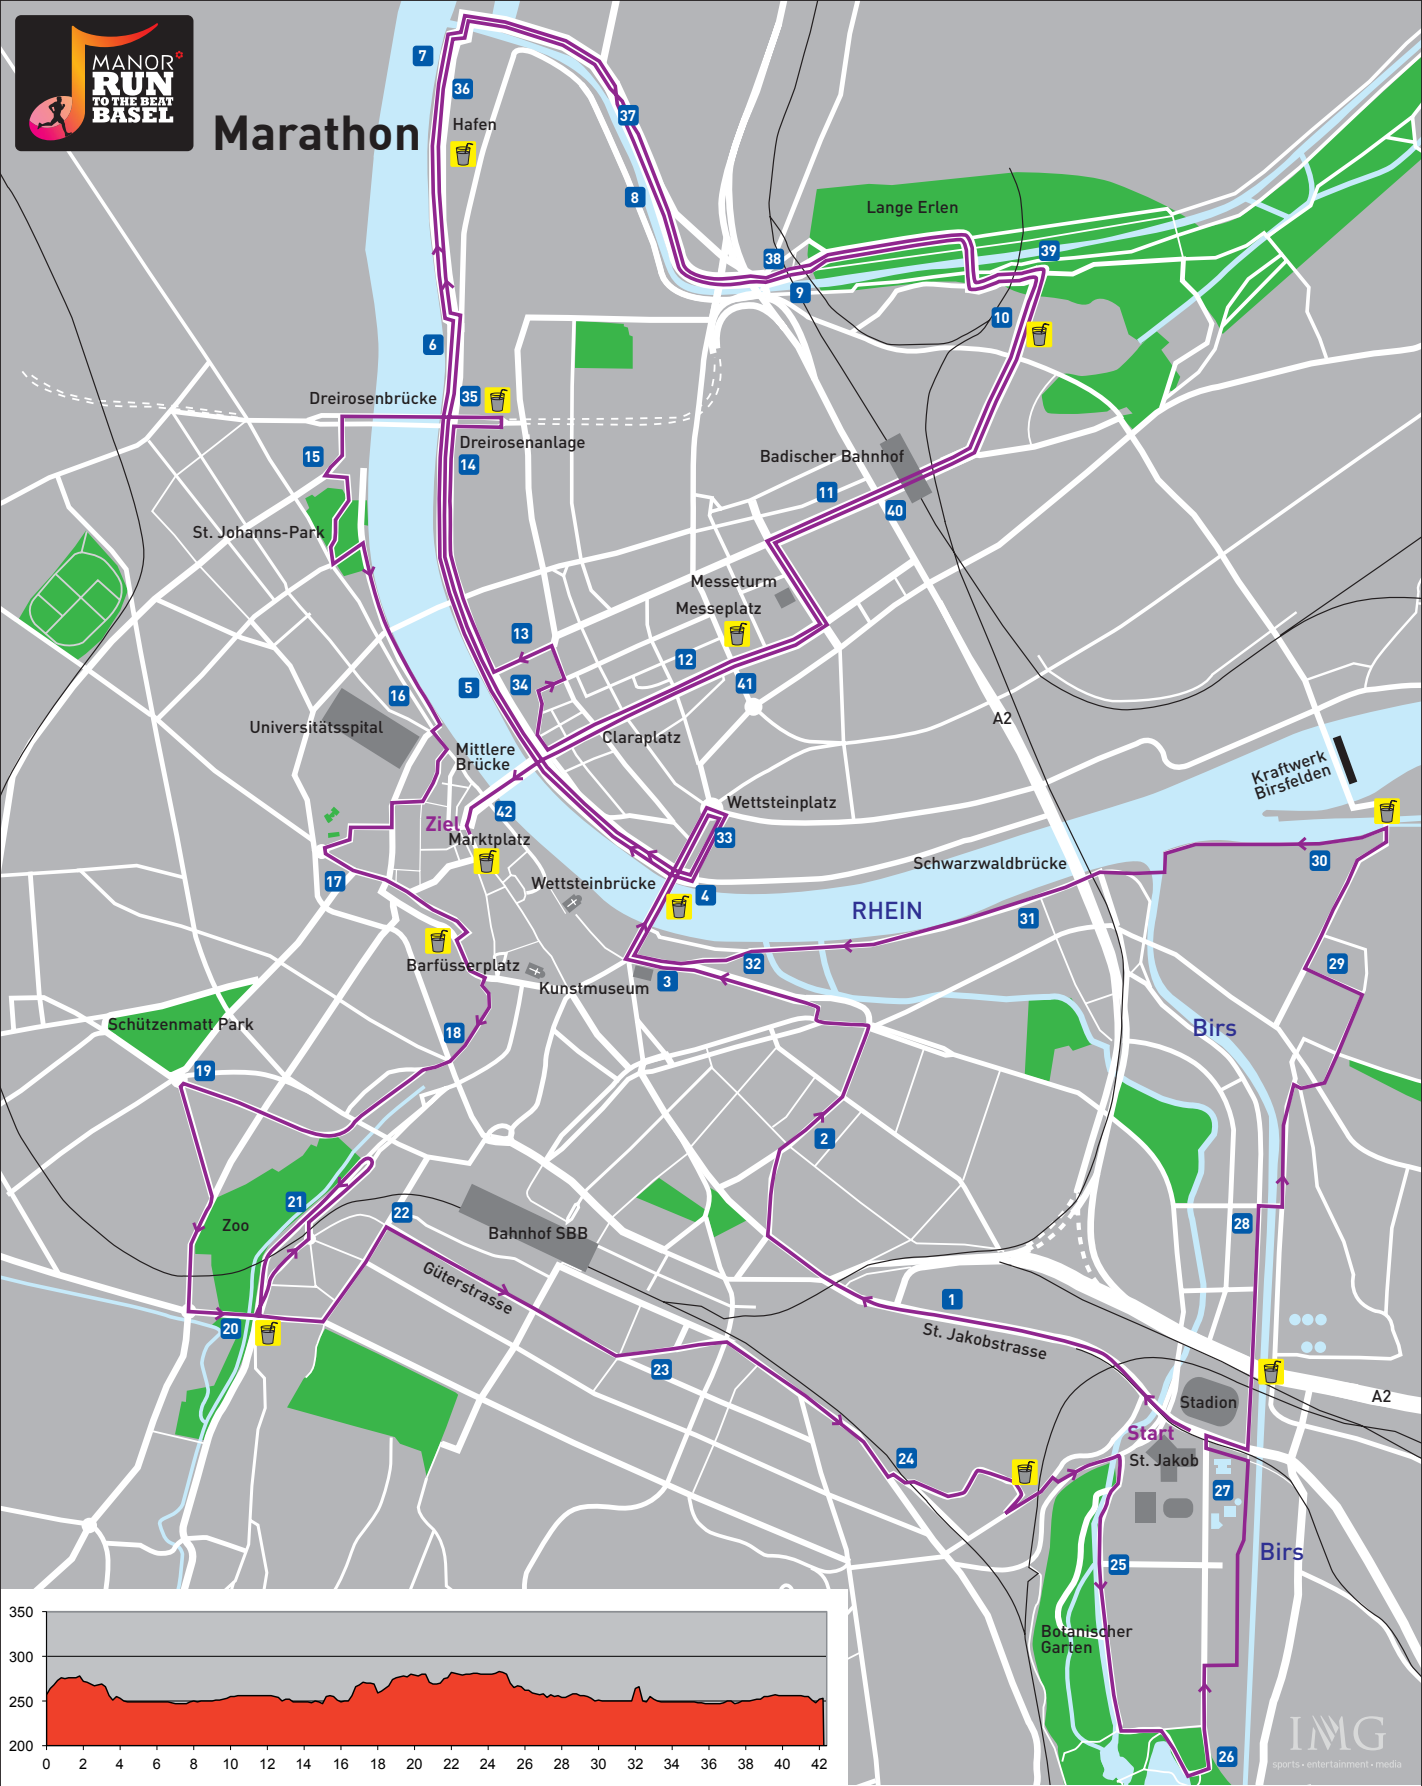 MANOR
RUN
TO THE BEAT
BASEL
Marathon
7
36
Hafen
37
8
Lange Erlen
38
39
9
10
6
Dreirosenbrücke
35
Dreirosenanlage
15
14
Badischer Bahnhof
11
40
St. Johanns-Park
Messeturm
Messeplatz
13
12
34
41
5
16
Universitätsspital
A2
Claraplatz
Mittlere
Brücke
Kraftwerk
Birsfelden
42
Wettsteinplatz
Ziel
Marktplatz
33
30
17
Wettsteinbrücke
4
Schwarzwaldbrücke
RHEIN
31
Barfüsserplatz
32
29
Kunstmuseum
3
Schützenmatt Park
18
Birs
19
2
21
22
28
Zoo
Bahnhof SBB
Güterstrasse
1
20
St. Jakobstrasse
23
Stadion
A2
Start
24
St. Jakob
27
Birs
25
Botanischer
Garten
26
350
300
250
200
0 2 4 6 8 10 12 14 16 18 20 22 24 26 28 30 32 34 36 38 40 42
IMG
sports • entertainment • media